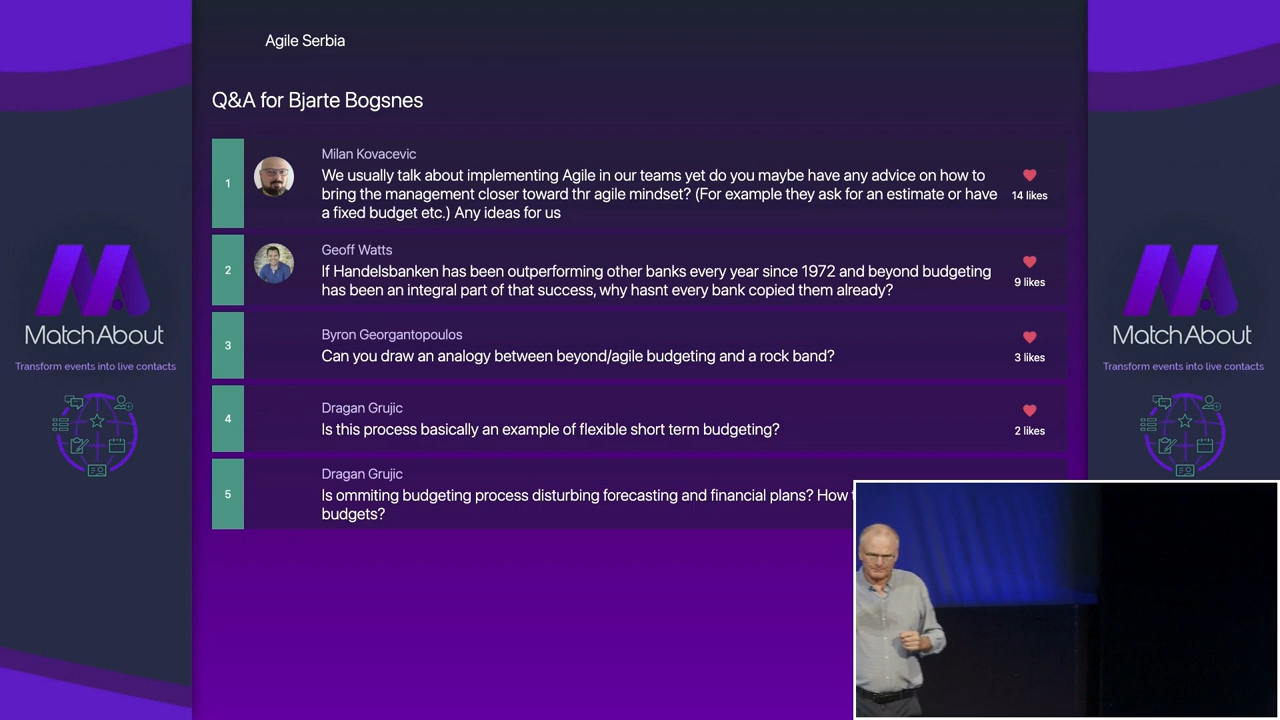 Agile Serbia
Q&A for Bjarte Bogsnes
1
Milan Kovacevic
We usually talk about implementing Agile in our teams yet do you maybe have any advice on how to
bring the management closer toward thr agile mindset? (For example they ask for an estimate or have
a fixed budget etc.) Any ideas for us
14 likes
2
Geoff Watts
If Handelsbanken has been outperforming other banks every year since 1972 and beyond budgeting
has been an integral part of that success, why hasnt every bank copied them already?
9 likes
3
Byron Georgantopoulos
Can you draw an analogy between beyond/agile budgeting and a rock band?
3 likes
4
Dragan Grujic
Is this process basically an example of flexible short term budgeting?
2 likes
5
Dragan Grujic
Is ommiting budgeting process disturbing forecasting and financial plans? How
budgets?
MatchAbout
Transform events into live contacts
MatchAbout
Transform events into live contacts